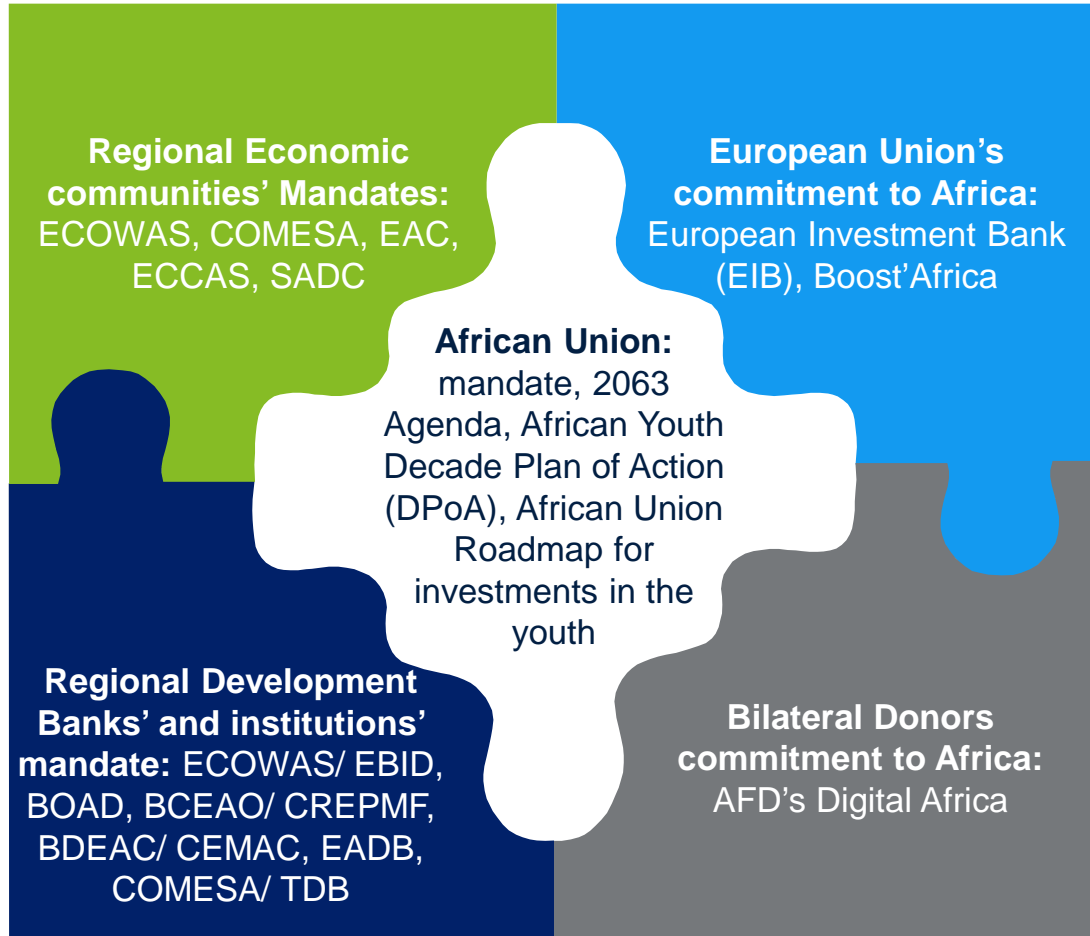 Regional Economic
communities’ Mandates:
ECOWAS, COMESA, EAC,
ECCAS, SADC
European Union’s
commitment to Africa:
European Investment Bank
(EIB), Boost’Africa
African Union:
mandate, 2063
Agenda, African Youth
Decade Plan of Action
(DPoA), African Union
Roadmap for
investments in the
youth
Regional Development
Banks’ and institutions’
mandate: ECOWAS/ EBID,
BOAD, BCEAO/ CREPMF,
BDEAC/ CEMAC, EADB,
COMESA/ TDB
Bilateral Donors
commitment to Africa:
AFD’s Digital Africa